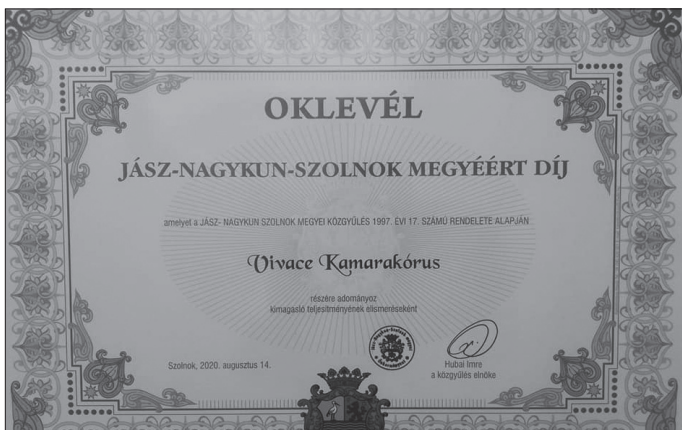 OKLEVÉL
JÁSZ-NAGYKUN-SZOLNOK MEGYÉÉRT DÍJ
amelyet a JÁSZ- NAGYKUN SZOLNOK MEGYEI KÖZGYŰLÉS 1997. ÉVI 17. SZÁMÚ RENDELETE ALAPJÁN
Vivace Kamarakórus
részére adományoz
kimagasló teljesítményének elismeréseként
Szolnok, 2020. augusztus 14.
Hubai Imre
a közgyűlés elnöke